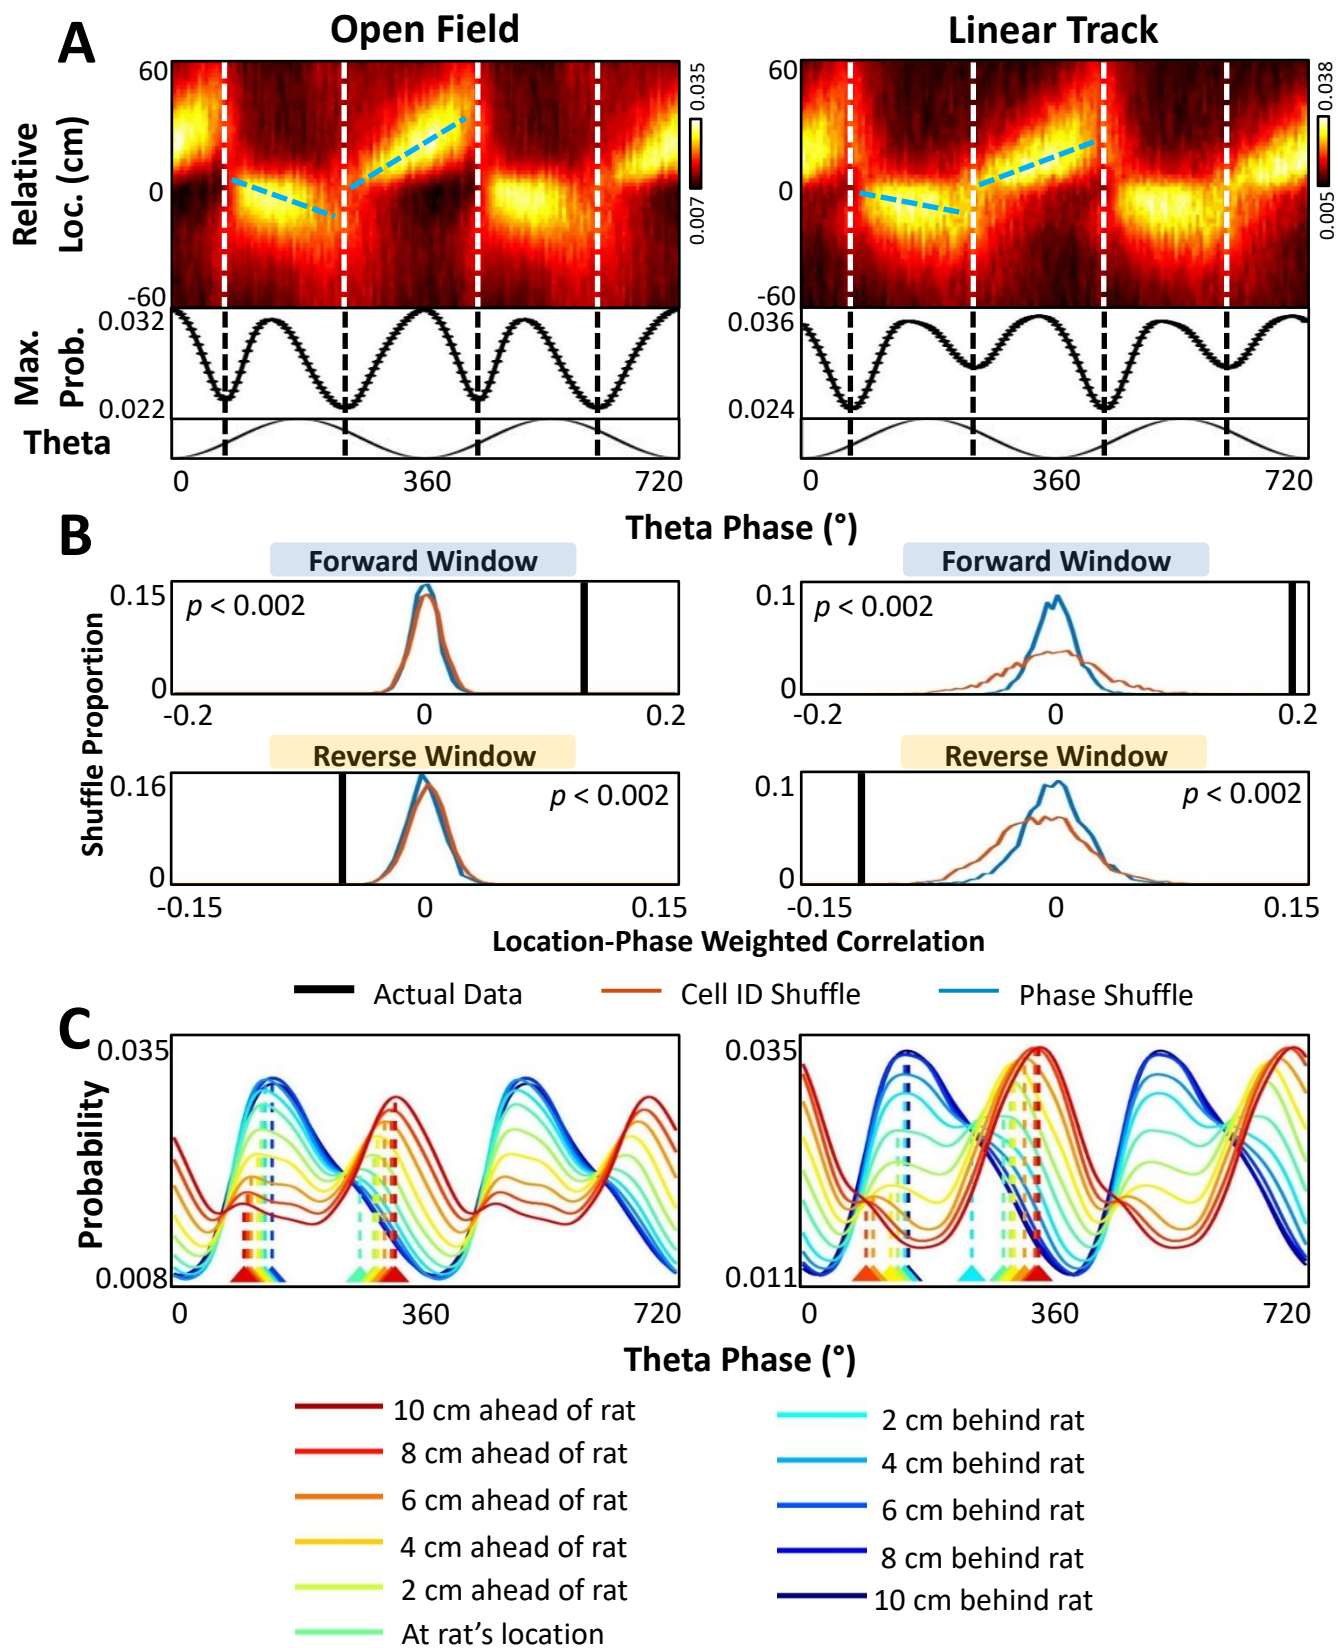 A
Open Field
Linear Track
Relative
Loc. (cm)
60
0
-60
0.035
0.007
60
0
-60
0.038
0.005
Max.
Prob.
0.032
0.022
0.036
0.024
Theta
0
360
720
0
360
720
Theta Phase (°)
B
Forward Window
Forward Window
Shuffle Proportion
0.15
0
p < 0.002
-0.2
0
0.2
0.1
0
p < 0.002
-0.2
0
0.2
Reverse Window
Reverse Window
0.16
0
p < 0.002
-0.15
0
0.15
0.1
0
p < 0.002
-0.15
0
0.15
Location-Phase Weighted Correlation
Actual Data
Cell ID Shuffle
Phase Shuffle
C
Probability
0.035
0.008
0.035
0.011
0
360
720
0
360
720
Theta Phase (°)
10 cm ahead of rat
8 cm ahead of rat
6 cm ahead of rat
4 cm ahead of rat
2 cm ahead of rat
At rat's location
2 cm behind rat
4 cm behind rat
6 cm behind rat
8 cm behind rat
10 cm behind rat